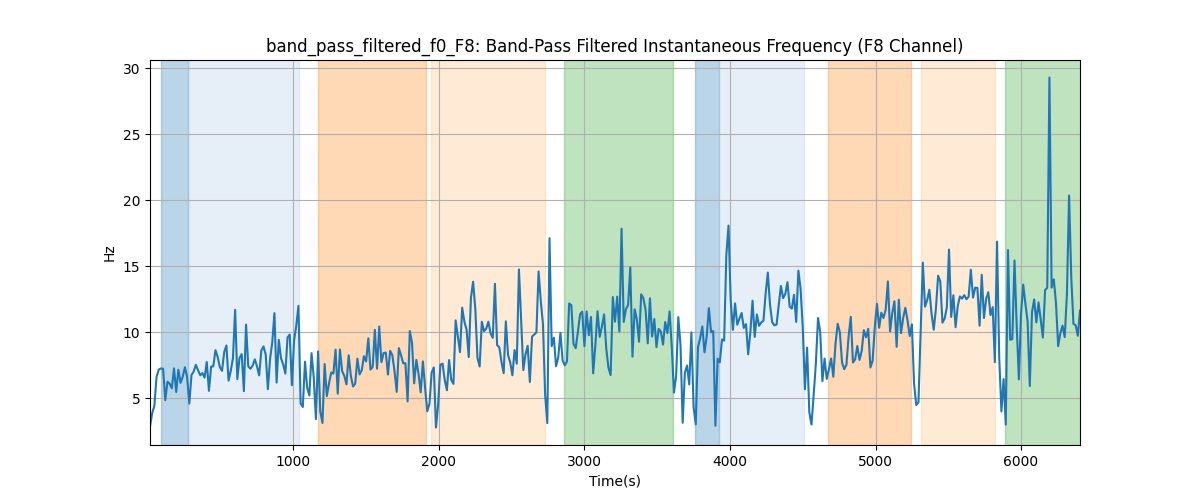 band_pass_filtered_f0_F8: Band-Pass Filtered Instantaneous Frequency (F8 Channel)
30
25
20
15
10
5
Hz
1000 2000 3000 4000 5000 6000
Time(s)